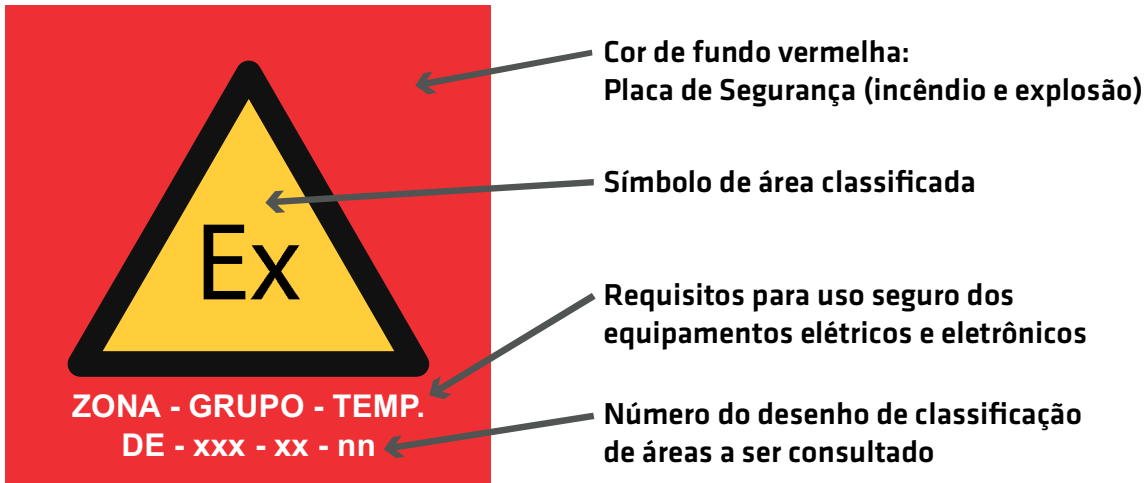 Ex
ZONA - GRUPO - TEMP.
DE - xxx - xx - nn
Cor de fundo vermelha:
Placa de Segurança (incêndio e explosão)
Símbolo de área classificada
Requisitos para uso seguro dos
equipamentos elétricos e eletrônicos
Número do desenho de classificação
de áreas a ser consultado